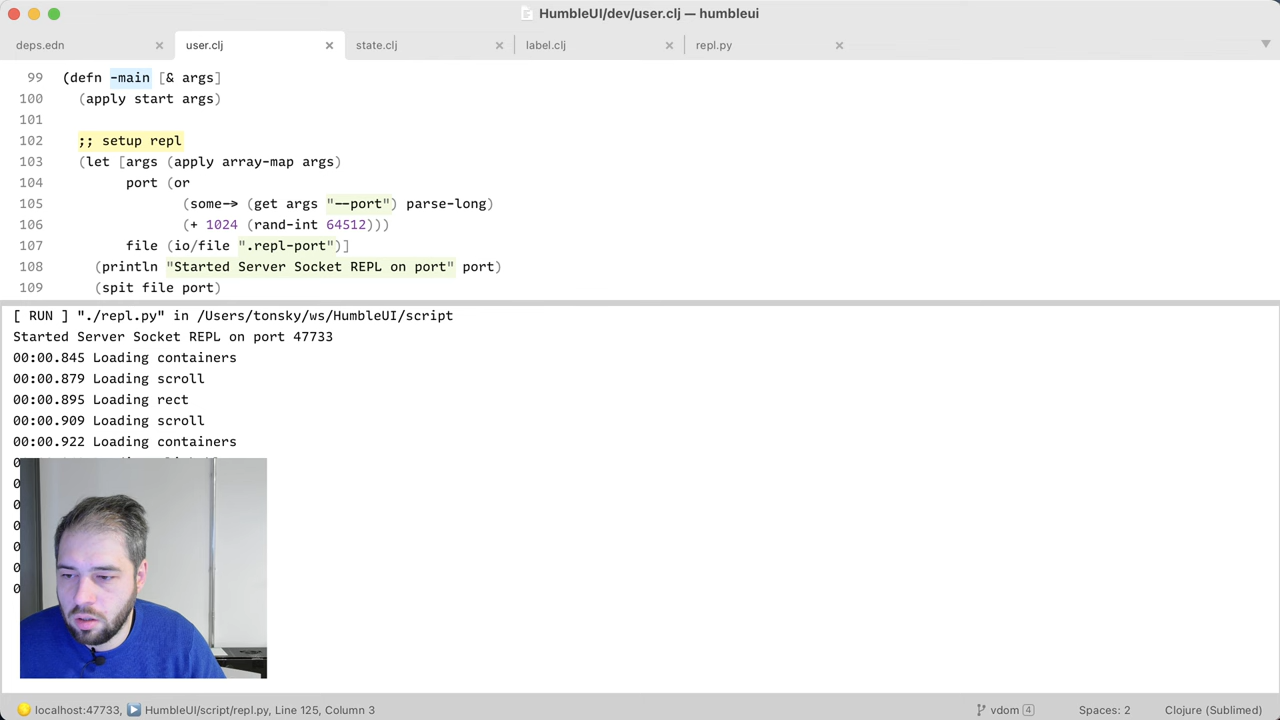 HumbleUI/dev/user.clj — humbleui
deps.edn × user.clj × state.clj × label.clj × repl.py ×
99 (defn -main [& args]
100 (apply start args)
101
102 ;; setup repl
103 (let [args (apply array-map args)
104 port (or
105 (some-> (get args "--port") parse-long)
106 (+ 1024 (rand-int 64512)))
107 file (io/file ".repl-port")]
108 (println "Started Server Socket REPL on port" port)
109 (spit file port)
[ RUN ] "./repl.py" in /Users/tonsky/ws/HumbleUI/script
Started Server Socket REPL on port 47733
00:00.845 Loading containers
00:00.879 Loading scroll
00:00.895 Loading rect
00:00.909 Loading scroll
00:00.922 Loading containers
localhost:47733, HumbleUI/script/repl.py, Line 125, Column 3 vdom 4 Spaces: 2 Clojure (Sublimed)